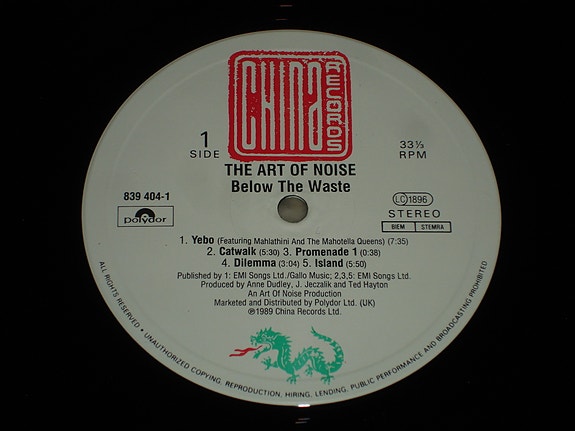 China
RECORDS
1
SIDE
33⅓
RPM
THE ART OF NOISE
Below The Waste
839 404-1
polydor
LC 1896
STEREO
BIEM STEMRA
1. Yebo (Featuring Mahlathini And The Mahotella Queens) (7:35)
2. Catwalk (5:30) 3. Promenade 1 (0:38)
4. Dilemma (3:04) 5. Island (5:50)
Published by 1: EMI Songs Ltd./Gallo Music; 2,3,5: EMI Songs Ltd.
Produced by Anne Dudley, J. Jeczalik and Ted Hayton
An Art Of Noise Production
Marketed and Distributed by Polydor Ltd. (UK)
℗1989 China Records Ltd.
ALL RIGHTS RESERVED • UNAUTHORIZED COPYING, REPRODUCTION, HIRING, LENDING, PUBLIC PERFORMANCE AND BROADCASTING PROHIBITED